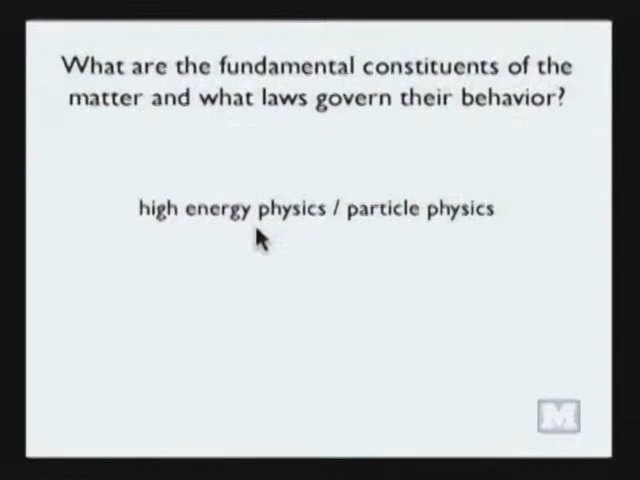 What are the fundamental constituents of the
matter and what laws govern their behavior?
high energy physics / particle physics
M